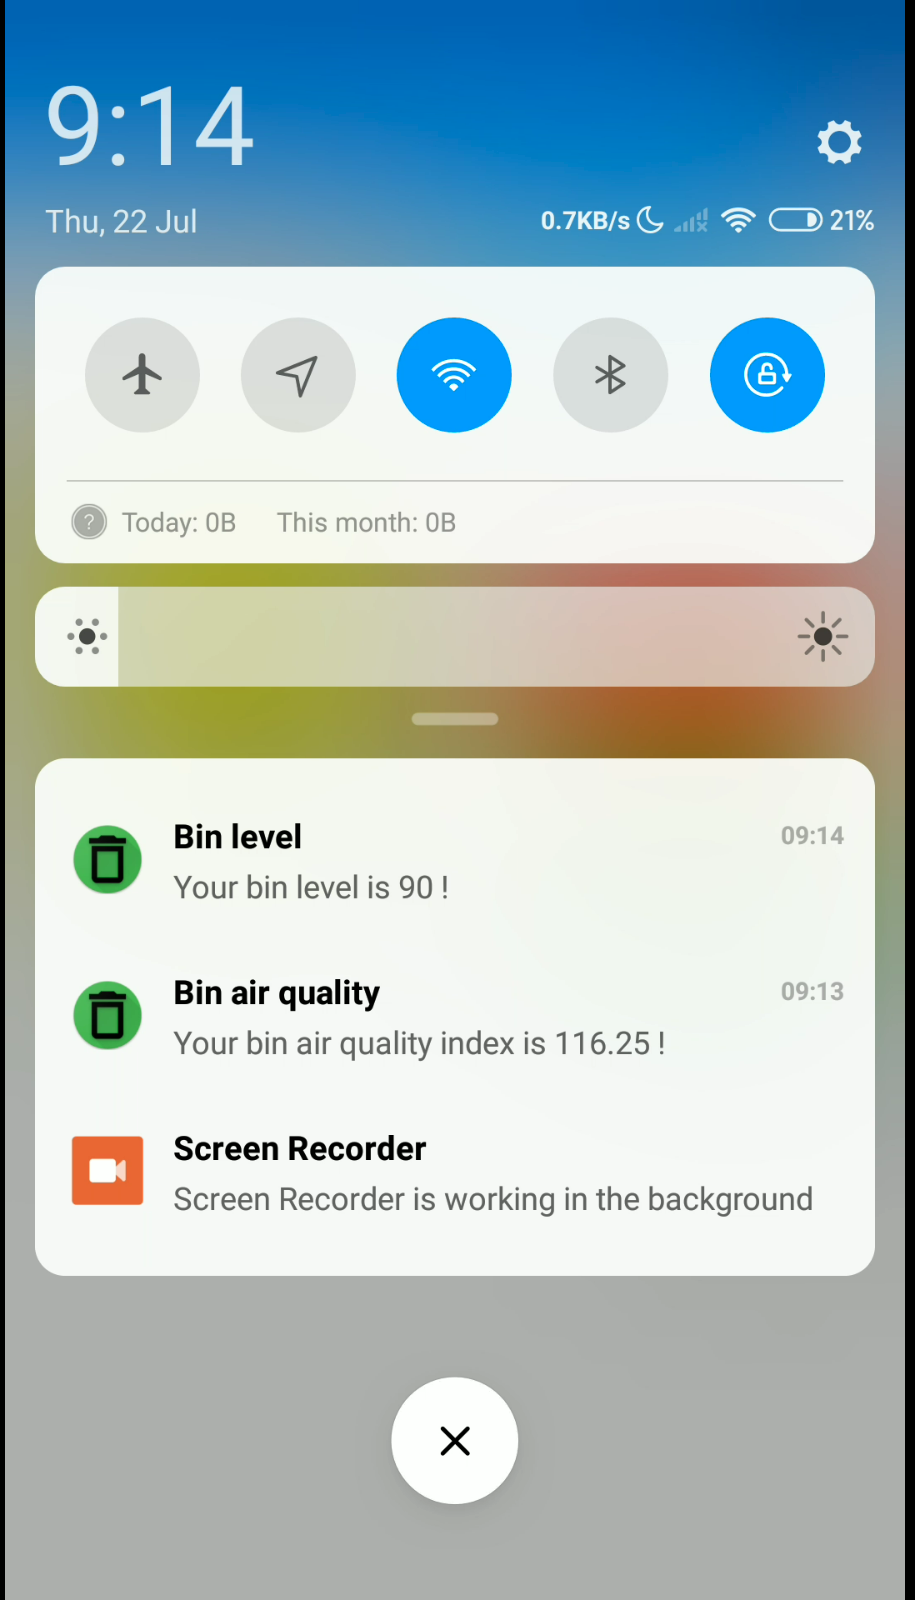 9:14
Thu, 22 Jul
0.7KB/s 21%
? Today: 0B This month: 0B
Bin level 09:14
Your bin level is 90 !
Bin air quality 09:13
Your bin air quality index is 116.25 !
Screen Recorder
Screen Recorder is working in the background